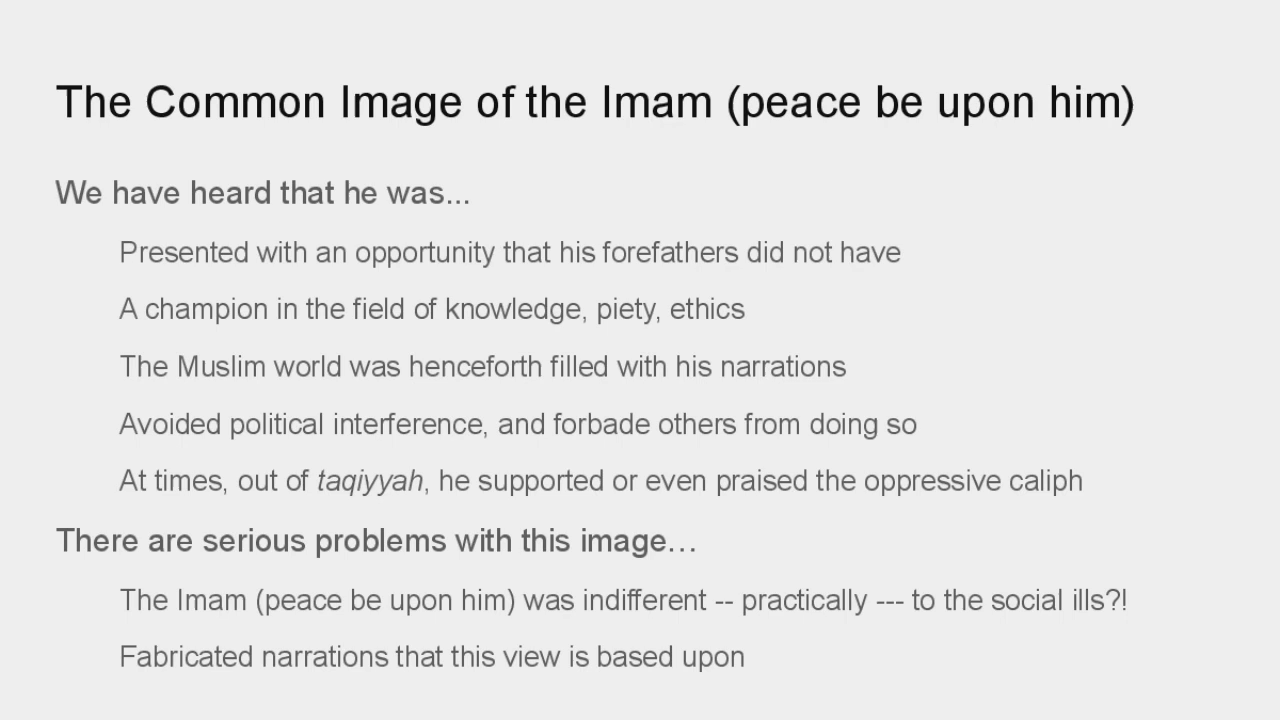 The Common Image of the Imam (peace be upon him)
We have heard that he was...
Presented with an opportunity that his forefathers did not have
A champion in the field of knowledge, piety, ethics
The Muslim world was henceforth filled with his narrations
Avoided political interference, and forbade others from doing so
At times, out of taqiyyah, he supported or even praised the oppressive caliph
There are serious problems with this image…
The Imam (peace be upon him) was indifferent -- practically --- to the social ills?!
Fabricated narrations that this view is based upon